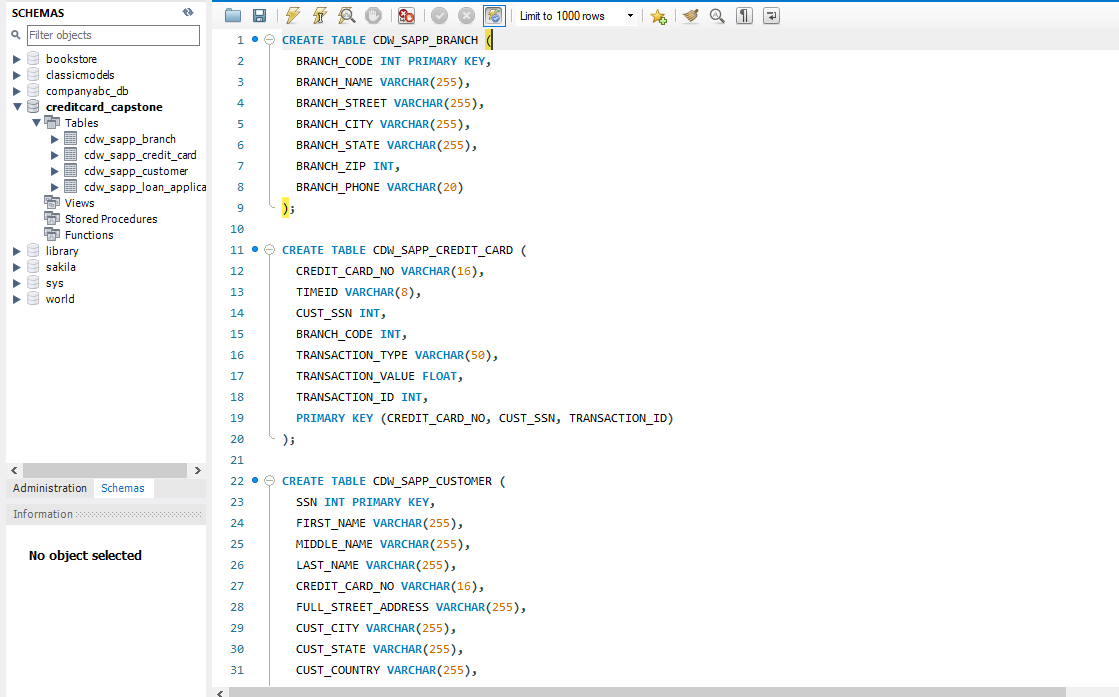 SCHEMAS
Filter objects
bookstore
classicmodels
companyabc_db
creditcard_capstone
Tables
cdw_sapp_branch
cdw_sapp_credit_card
cdw_sapp_customer
cdw_sapp_loan_applica
Views
Stored Procedures
Functions
library
sakila
sys
world
Administration Schemas
Information
No object selected
Limit to 1000 rows
1 CREATE TABLE CDW_SAPP_BRANCH (
2 BRANCH_CODE INT PRIMARY KEY,
3 BRANCH_NAME VARCHAR(255),
4 BRANCH_STREET VARCHAR(255),
5 BRANCH_CITY VARCHAR(255),
6 BRANCH_STATE VARCHAR(255),
7 BRANCH_ZIP INT,
8 BRANCH_PHONE VARCHAR(20)
9 );
10
11 CREATE TABLE CDW_SAPP_CREDIT_CARD (
12 CREDIT_CARD_NO VARCHAR(16),
13 TIMEID VARCHAR(8),
14 CUST_SSN INT,
15 BRANCH_CODE INT,
16 TRANSACTION_TYPE VARCHAR(50),
17 TRANSACTION_VALUE FLOAT,
18 TRANSACTION_ID INT,
19 PRIMARY KEY (CREDIT_CARD_NO, CUST_SSN, TRANSACTION_ID)
20 );
21
22 CREATE TABLE CDW_SAPP_CUSTOMER (
23 SSN INT PRIMARY KEY,
24 FIRST_NAME VARCHAR(255),
25 MIDDLE_NAME VARCHAR(255),
26 LAST_NAME VARCHAR(255),
27 CREDIT_CARD_NO VARCHAR(16),
28 FULL_STREET_ADDRESS VARCHAR(255),
29 CUST_CITY VARCHAR(255),
30 CUST_STATE VARCHAR(255),
31 CUST_COUNTRY VARCHAR(255),